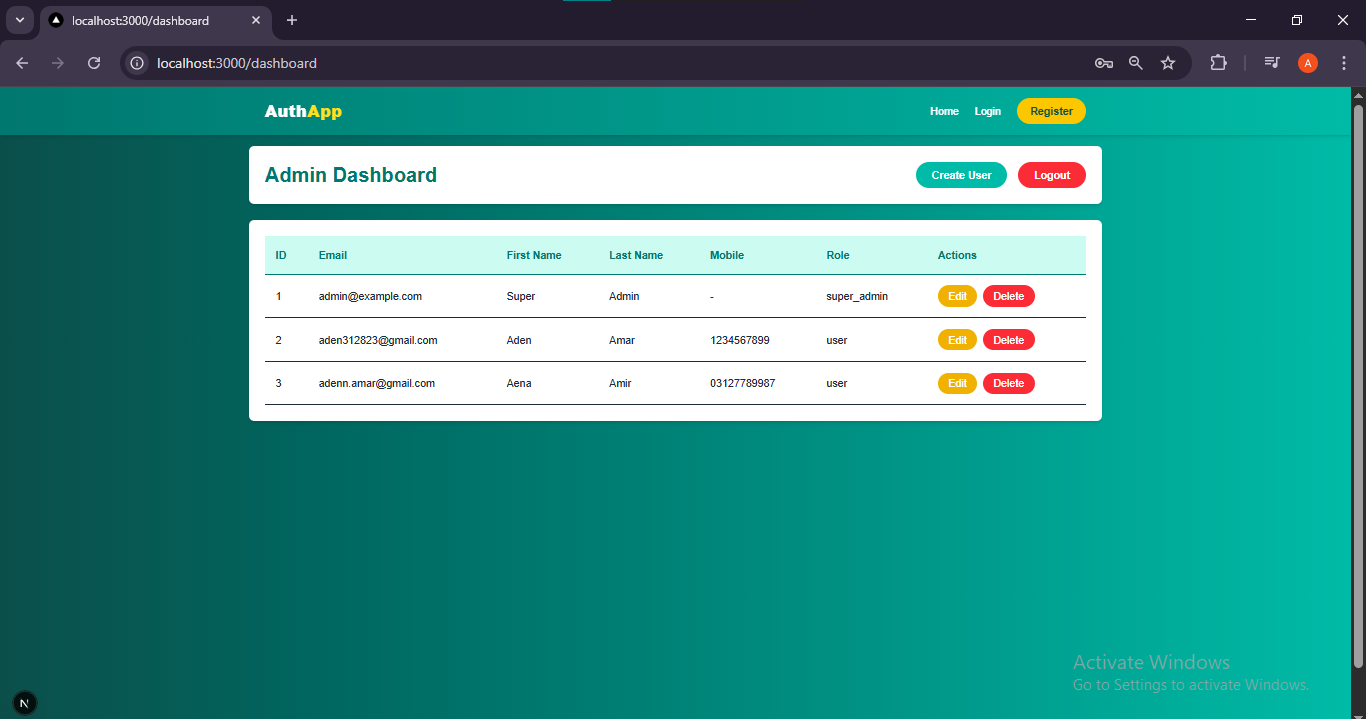 localhost:3000/dashboard
localhost:3000/dashboard
A
AuthApp
Home Login Register
Admin Dashboard
Create User Logout
ID Email First Name Last Name Mobile Role Actions
1 admin@example.com Super Admin - super_admin Edit Delete
2 aden312823@gmail.com Aden Amar 1234567899 user Edit Delete
3 adenn.amar@gmail.com Aena Amir 03127789987 user Edit Delete
Activate Windows
Go to Settings to activate Windows.
N